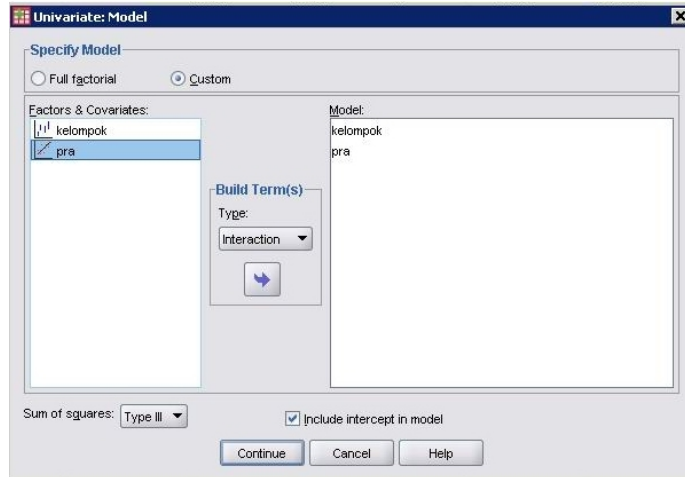 Univariate: Model
Specify Model
Full factorial
Custom
Factors & Covariates:
kelompok
pra
Build Term(s)
Type:
Interaction
Model:
kelompok
pra
Sum of squares:
Type III
Include intercept in model
Continue
Cancel
Help